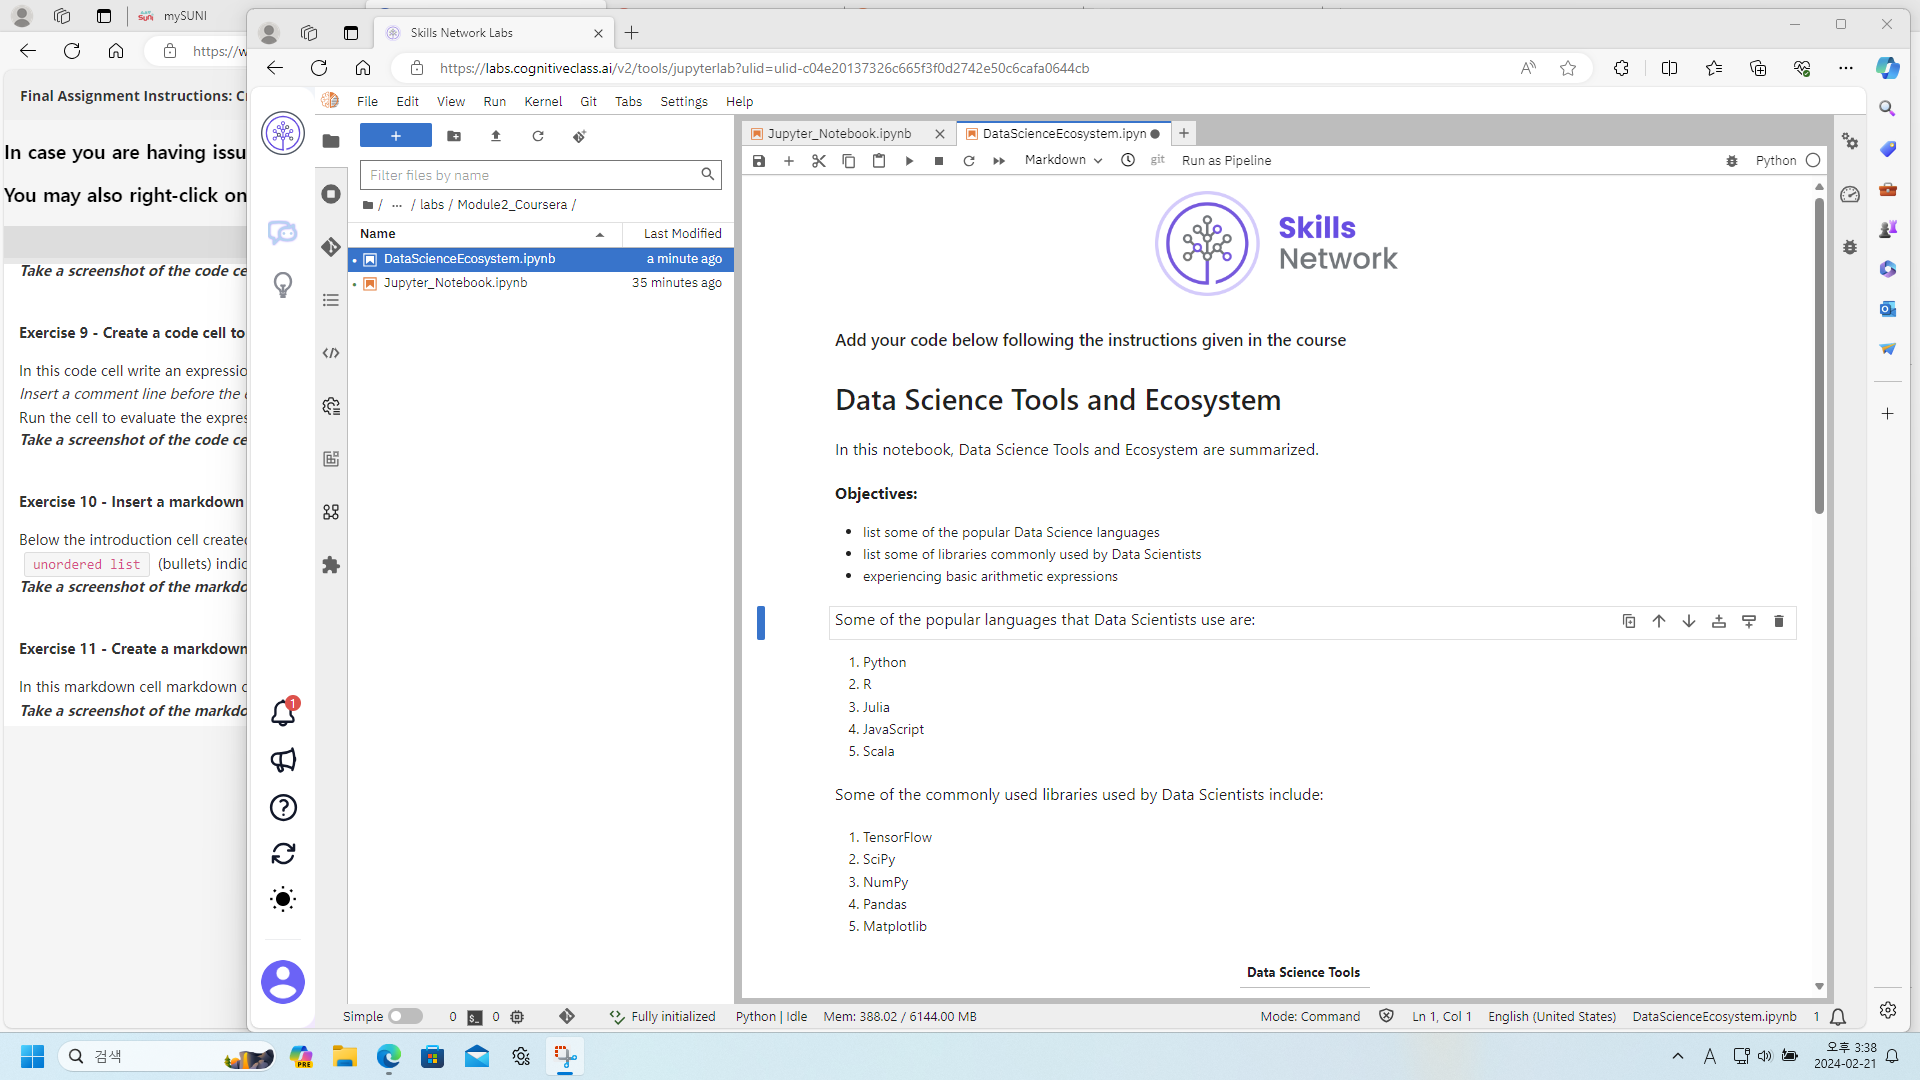 mySUNI
https://w
Final Assignment Instructions: Cr
In case you are having issu
You may also right-click on
Take a screenshot of the code ce
Exercise 9 - Create a code cell to
In this code cell write an expressio
Insert a comment line before the
Run the cell to evaluate the expres
Take a screenshot of the code ce
Exercise 10 - Insert a markdown
Below the introduction cell created
unordered list (bullets) indic
Take a screenshot of the markdo
Exercise 11 - Create a markdown
In this markdown cell markdown c
Take a screenshot of the markdo
Skills Network Labs
https://labs.cognitiveclass.ai/v2/tools/jupyterlab?ulid=ulid-c04e20137326c665f3f0d2742e50c6cafa0644cb
File Edit View Run Kernel Git Tabs Settings Help
Filter files by name
/ ... / labs / Module2_Coursera /
Name Last Modified
DataScienceEcosystem.ipynb a minute ago
Jupyter_Notebook.ipynb 35 minutes ago
1
Jupyter_Notebook.ipynb DataScienceEcosystem.ipyn
Markdown git Run as Pipeline Python
Skills
Network
Add your code below following the instructions given in the course
Data Science Tools and Ecosystem
In this notebook, Data Science Tools and Ecosystem are summarized.
Objectives:
• list some of the popular Data Science languages
• list some of libraries commonly used by Data Scientists
• experiencing basic arithmetic expressions
Some of the popular languages that Data Scientists use are:
1. Python
2. R
3. Julia
4. JavaScript
5. Scala
Some of the commonly used libraries used by Data Scientists include:
1. TensorFlow
2. SciPy
3. NumPy
4. Pandas
5. Matplotlib
Data Science Tools
Simple 0 $_ 0 Fully initialized Python | Idle Mem: 388.02 / 6144.00 MB Mode: Command Ln 1, Col 1 English (United States) DataScienceEcosystem.ipynb 1
검색
PRE
A
오후 3:38
2024-02-21